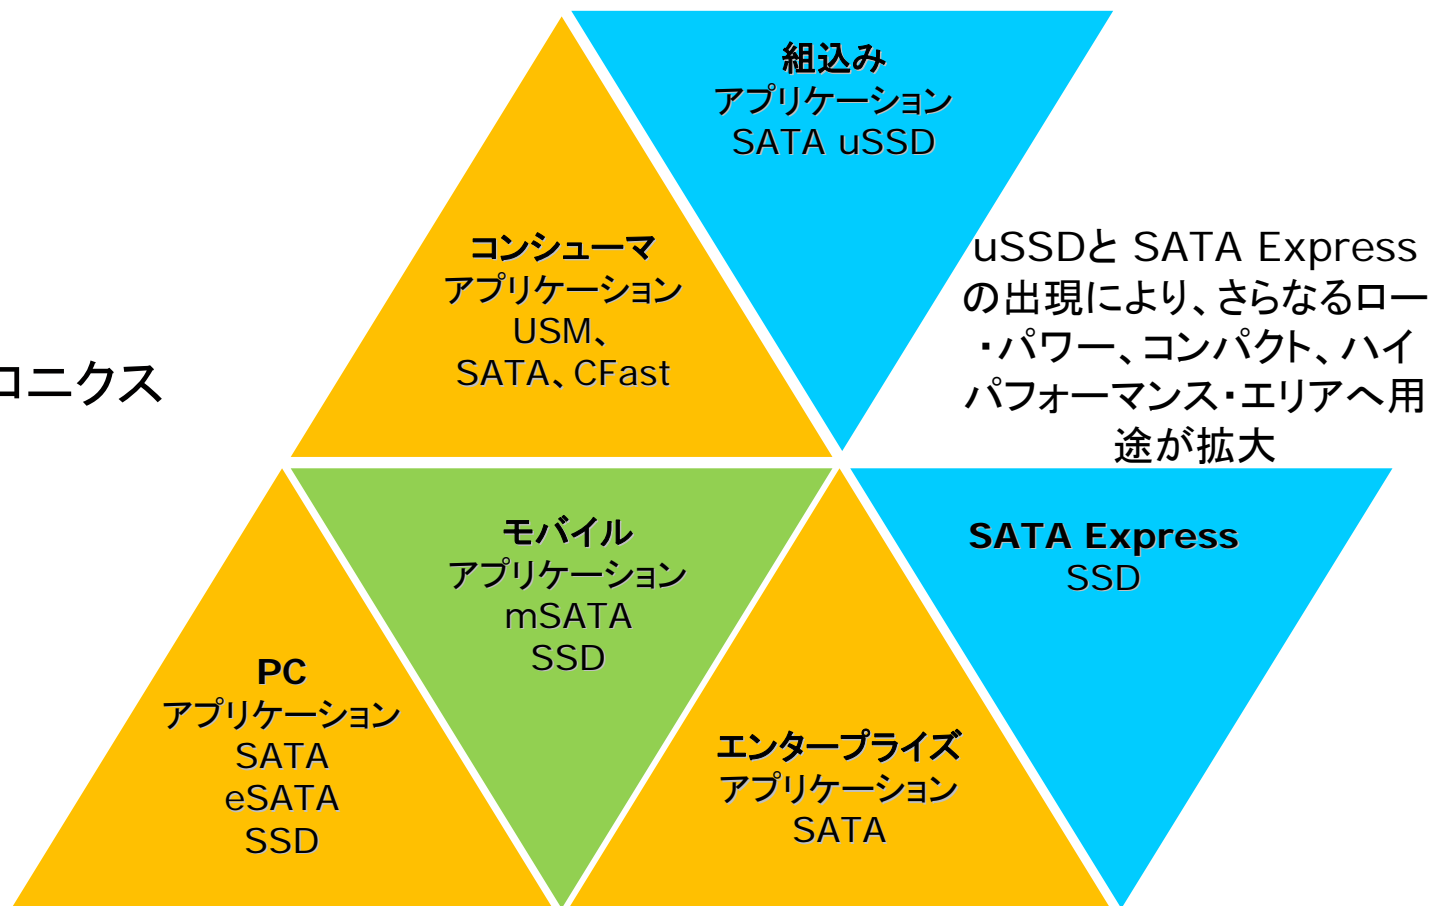 組込み
アプリケーション
SATA uSSD
コンシューマ
アプリケーション
USM、
SATA、CFast
uSSDと SATA Express
の出現により、さらなるロー
・パワー、コンパクト、ハイ
パフォーマンス・エリアへ用
途が拡大
ロニクス
モバイル
アプリケーション
mSATA
SSD
SATA Express
SSD
PC
アプリケーション
SATA
eSATA
SSD
エンタープライズ
アプリケーション
SATA